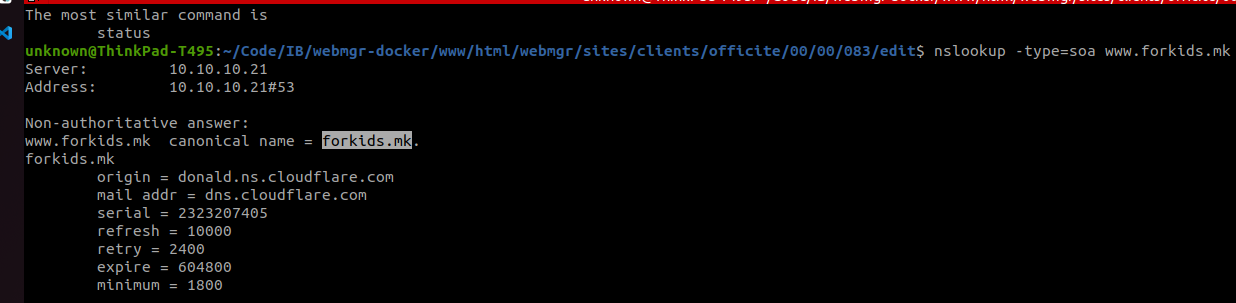 The most similar command is
status
unknown@ThinkPad-T495:~/Code/IB/webmgr-docker/www/html/webmgr/sites/clients/officite/00/00/083/edit$ nslookup -type=soa www.forkids.mk
Server: 10.10.10.21
Address: 10.10.10.21#53
Non-authoritative answer:
www.forkids.mk canonical name = forkids.mk.
forkids.mk
origin = donald.ns.cloudflare.com
mail addr = dns.cloudflare.com
serial = 2323207405
refresh = 10000
retry = 2400
expire = 604800
minimum = 1800